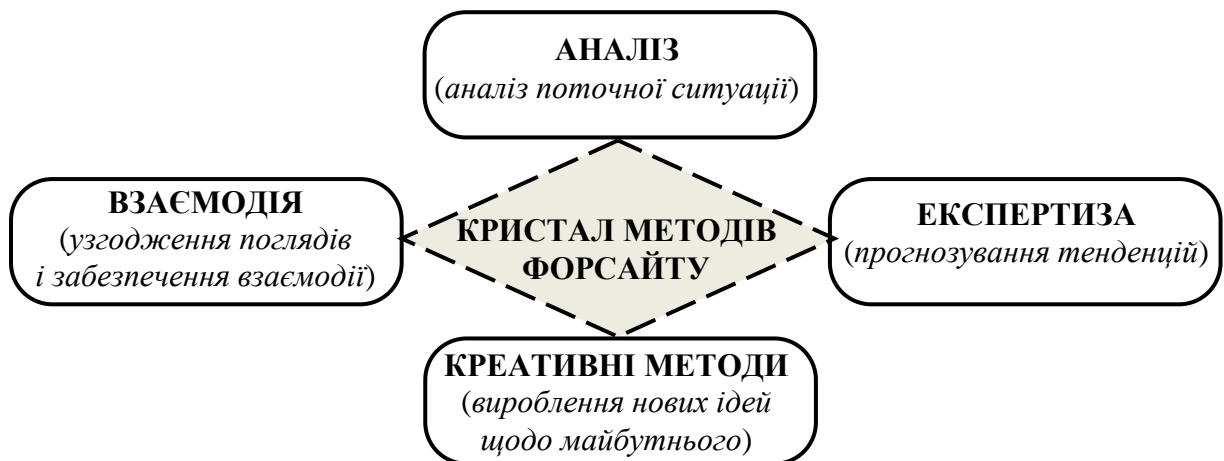 АНАЛІЗ
(аналіз поточної ситуації)
ВЗАЄМОДІЯ
(узгодження поглядів
і забезпечення взаємодії)
КРИСТАЛ МЕТОДІВ
ФОРСАЙТУ
ЕКСПЕРТИЗА
(прогнозування тенденцій)
КРЕАТИВНІ МЕТОДИ
(вироблення нових ідей
щодо майбутнього)